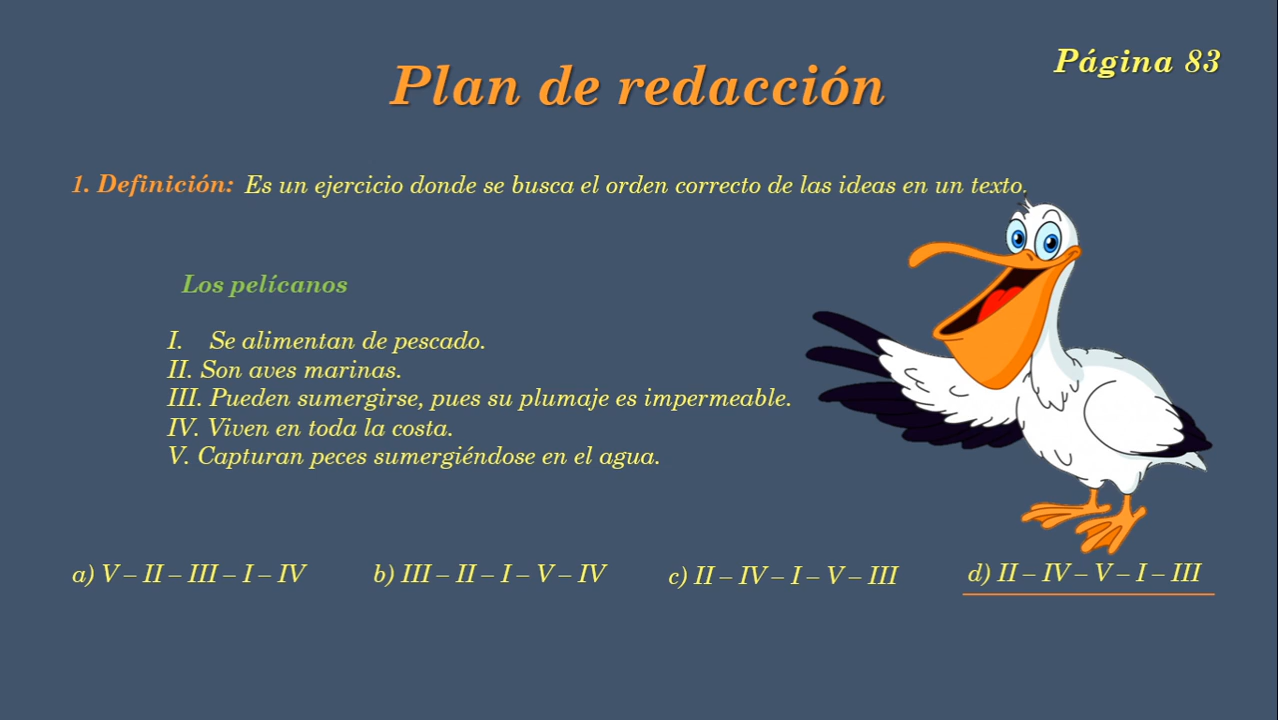 Página 83
Plan de redacción
1. Definición: Es un ejercicio donde se busca el orden correcto de las ideas en un texto.
Los pelícanos
I. Se alimentan de pescado.
II. Son aves marinas.
III. Pueden sumergirse, pues su plumaje es impermeable.
IV. Viven en toda la costa.
V. Capturan peces sumergiéndose en el agua.
a) V – II – III – I – IV b) III – II – I – V – IV c) II – IV – I – V – III d) II – IV – V – I – III